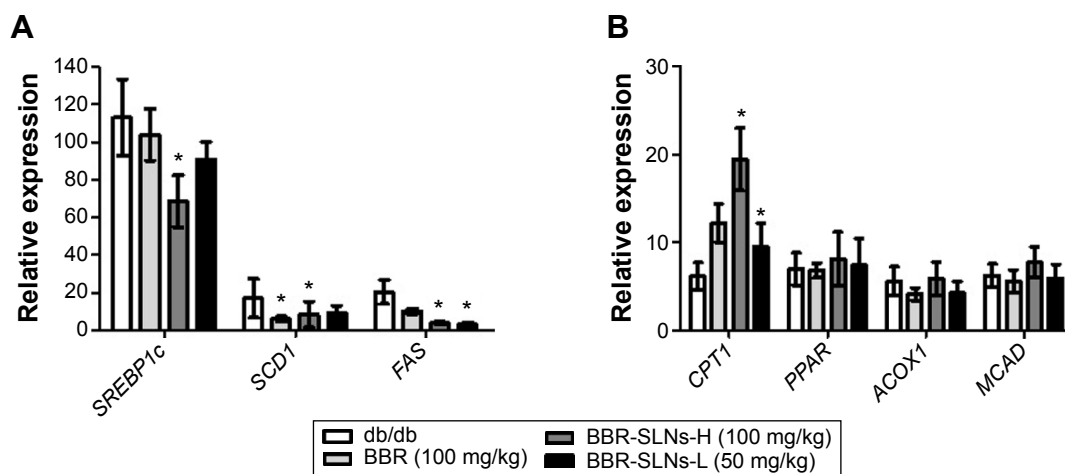 A
Relative expression
140
120
100
80
60
40
20
0
*
* *
* *
SREBP1c
SCD1
FAS
B
Relative expression
30
20
10
0
*
*
CPT1
PPAR
ACOX1
MCAD
db/db
BBR (100 mg/kg)
BBR-SLNs-H (100 mg/kg)
BBR-SLNs-L (50 mg/kg)